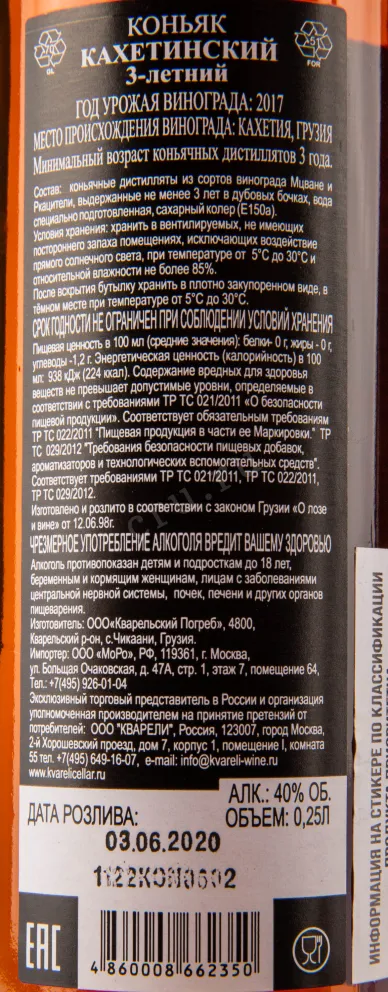 КОНЬЯК
КАХЕТИНСКИЙ
3-летний
GL
FOR
ГОД УРОЖАЯ ВИНОГРАДА: 2017
МЕСТО ПРОИСХОЖДЕНИЯ ВИНОГРАДА: КАХЕТИЯ, ГРУЗИЯ
Минимальный возраст коньячных дистиллятов 3 года.
Состав: коньячные дистилляты из сортов винограда Мцване и
Ркацители, выдержанные не менее 3 лет в дубовых бочках, вода
специально подготовленная, сахарный колер (Е150а).
Условия хранения: хранить в вентилируемых, не имеющих
постороннего запаха помещениях, исключающих воздействие
прямого солнечного света, при температуре от 5°С до 30°С и
относительной влажности не более 85%.
После вскрытия бутылку хранить в плотно закупоренном виде, в
тёмном месте при температуре от 5°С до 30°С.
СРОК ГОДНОСТИ НЕ ОГРАНИЧЕН ПРИ СОБЛЮДЕНИИ УСЛОВИЙ ХРАНЕНИЯ
Пищевая ценность в 100 мл (средние значения): белки- 0 г, жиры - 0 г,
углеводы -1,2 г. Энергетическая ценность (калорийность) в 100
мл: 938 кДж (224 ккал). Содержание вредных для здоровья
веществ не превышает допустимые уровни, определяемые в
соответствии с требованиями ТР ТС 021/2011 «О безопасности
пищевой продукции». Соответствует обязательным требованиям
ТР ТС 022/2011 "Пищевая продукция в части ее Маркировки." ТР
ТС 029/2012 "Требования безопасности пищевых добавок,
ароматизаторов и технологических вспомогательных средств".
Соответствует требованиями ТР ТС 021/2011, ТР ТС 022/2011,
ТР ТС 029/2012.
Изготовлено и розлито в соответствии с законом Грузии «О лозе
и вине» от 12.06.98г.
ЧРЕЗМЕРНОЕ УПОТРЕБЛЕНИЕ АЛКОГОЛЯ ВРЕДИТ ВАШЕМУ ЗДОРОВЬЮ
Алкоголь противопоказан детям и подросткам до 18 лет,
беременным и кормящим женщинам, лицам с заболеваниями
центральной нервной системы, почек, печени и других органов
пищеварения.
Изготовитель: ООО«Кварельский Погреб», 4800,
Кварельский р-он, с.Чикаани, Грузия.
Импортер: ООО «МоРо», РФ, 119361, г. Москва,
ул. Большая Очаковская, д. 47А, стр. 1, этаж 7, помещение 64,
Тел.: +7(495) 926-01-04
Эксклюзивный торговый представитель в России и организация
уполномоченная производителем на принятие претензий от
потребителей: ООО "КВАРЕЛИ", Россия, 123007, город Москва,
2-й Хорошевский проезд, дом 7, корпус 1, помещение I, комната
55 тел. +7(495) 649-16-07, e-mail: info@kvareli-wine.ru
www.kvarelicellar.ru
АЛК.: 40% ОБ.
ДАТА РОЗЛИВА:
ОБЪЕМ: 0,25Л
03.06.2020
1122KON0602
EAC
4 860008 662350
ИНФОРМАЦИЯ НА СТИКЕРЕ ПО КЛАССИФИКАЦИИ